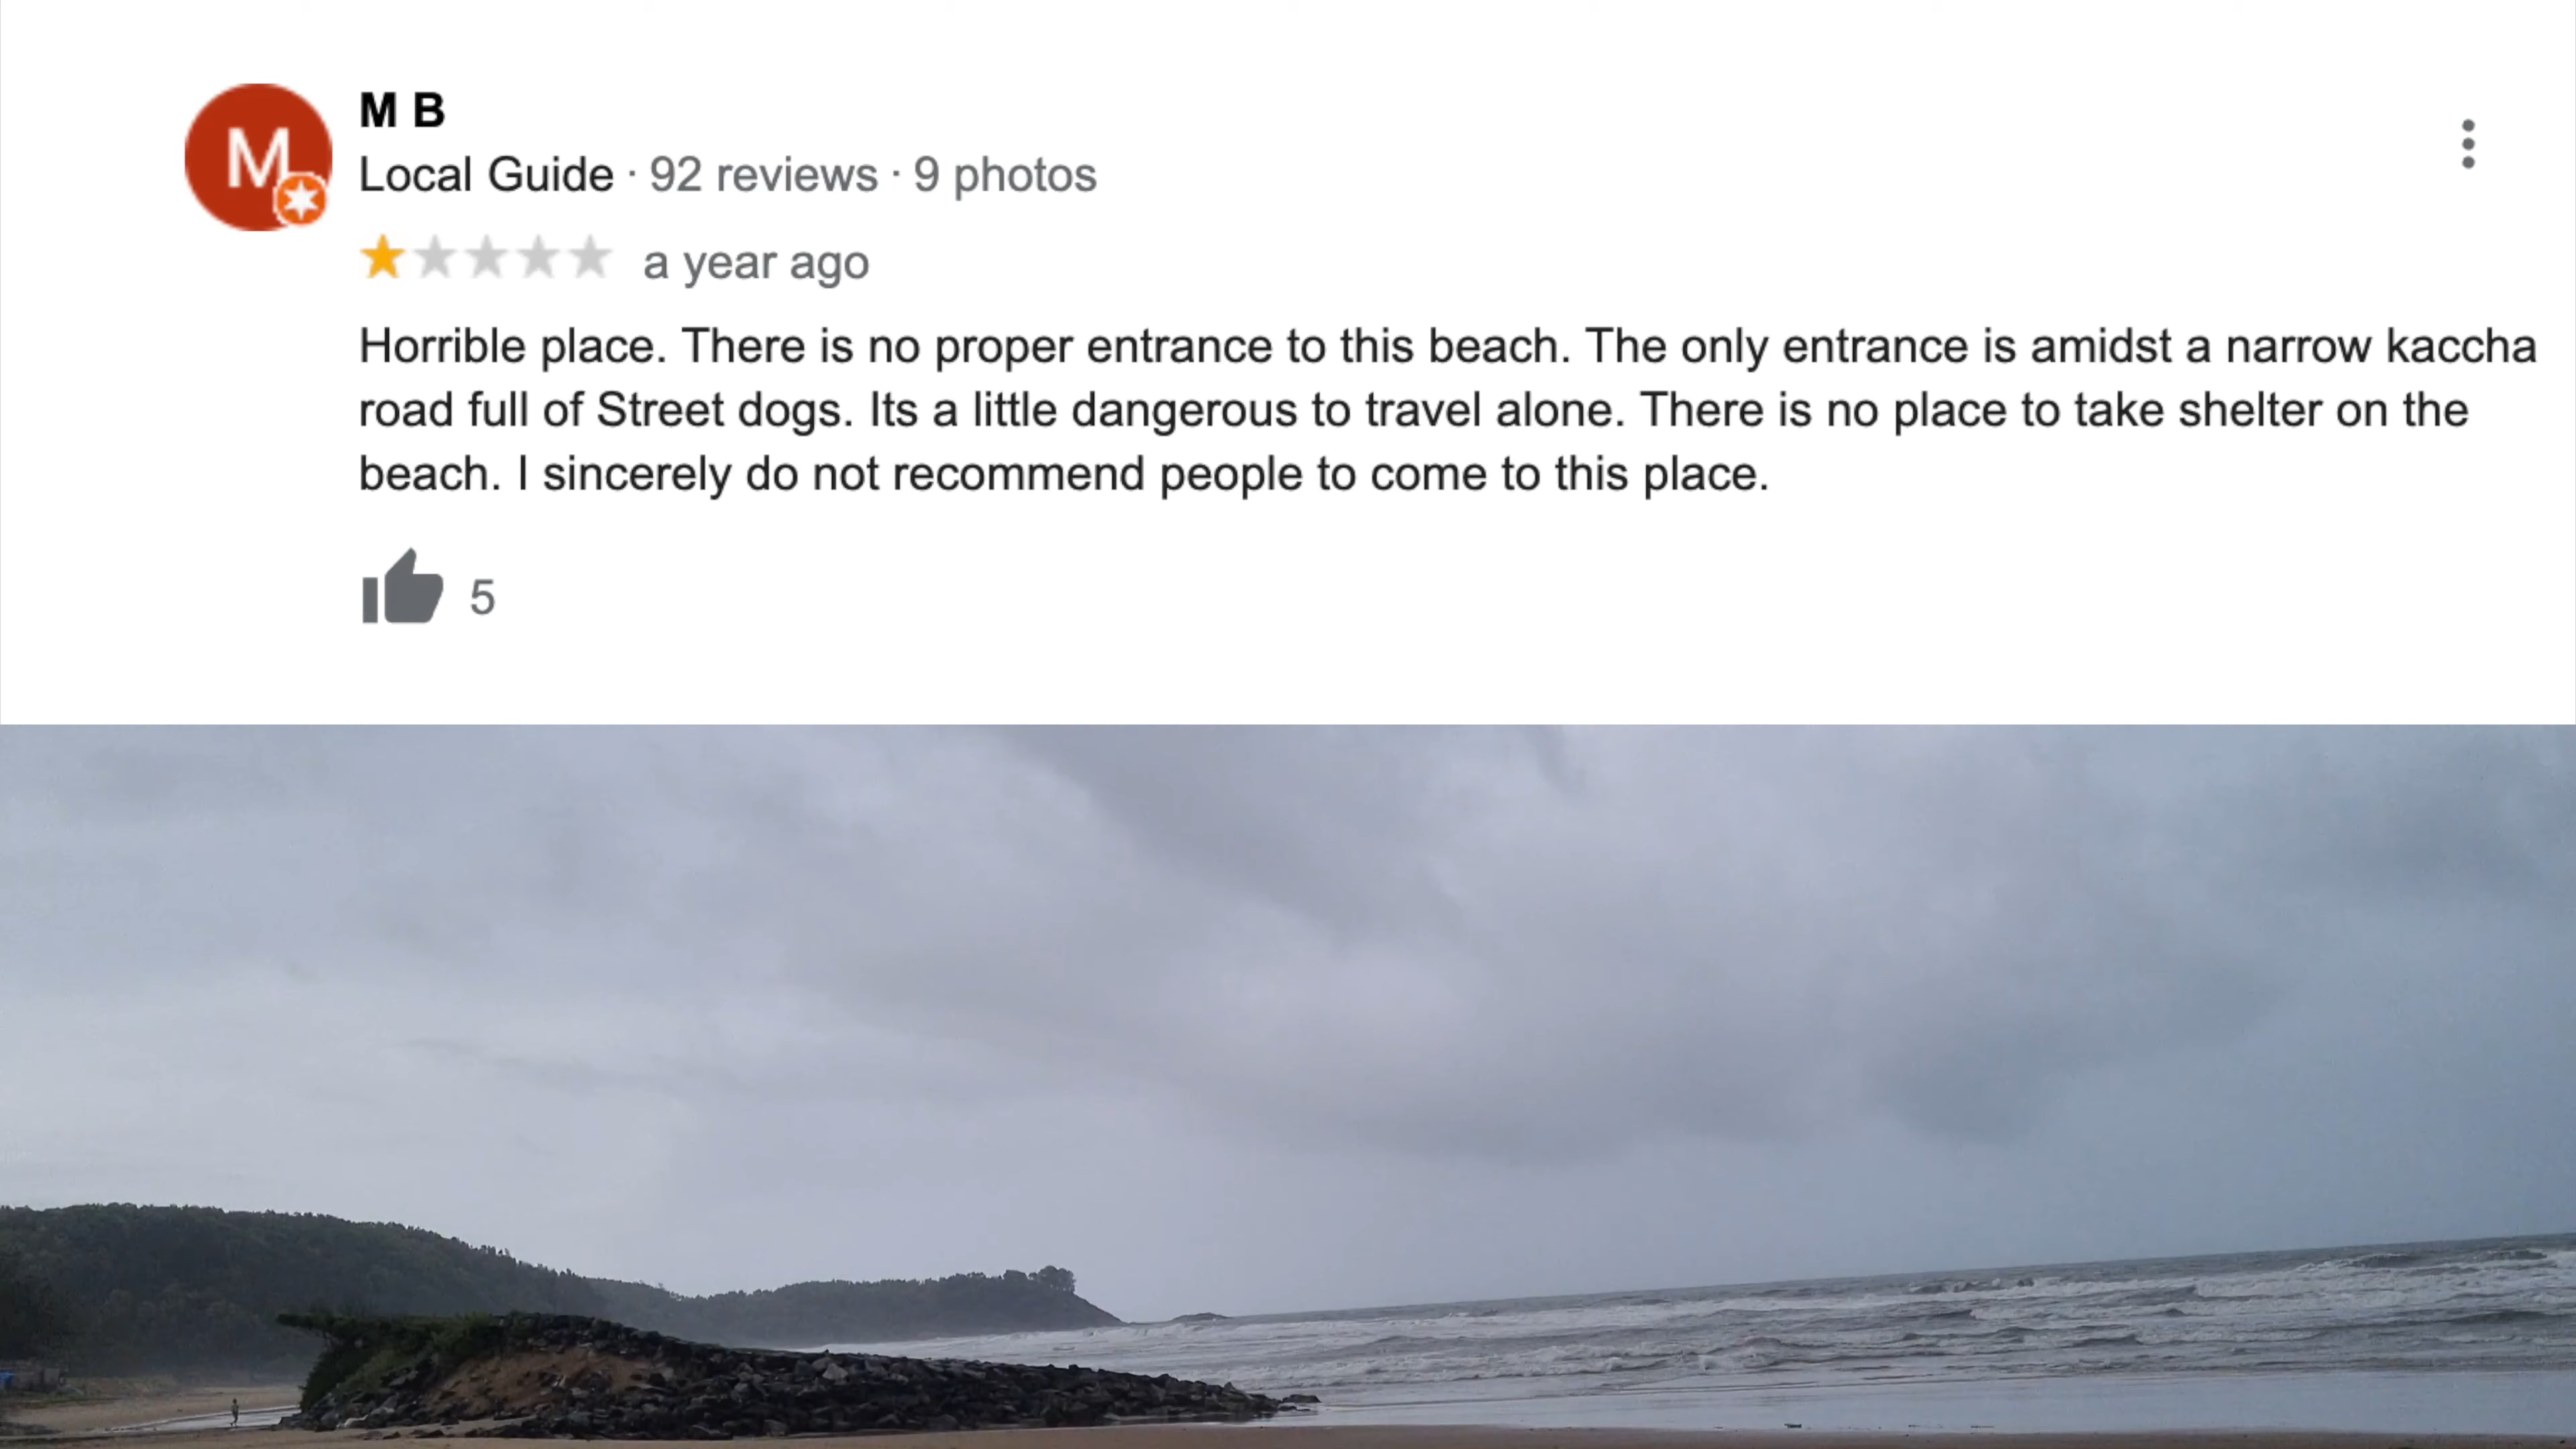 M
M B
Local Guide · 92 reviews · 9 photos
a year ago
Horrible place. There is no proper entrance to this beach. The only entrance is amidst a narrow kaccha
road full of Street dogs. Its a little dangerous to travel alone. There is no place to take shelter on the
beach. I sincerely do not recommend people to come to this place.
5